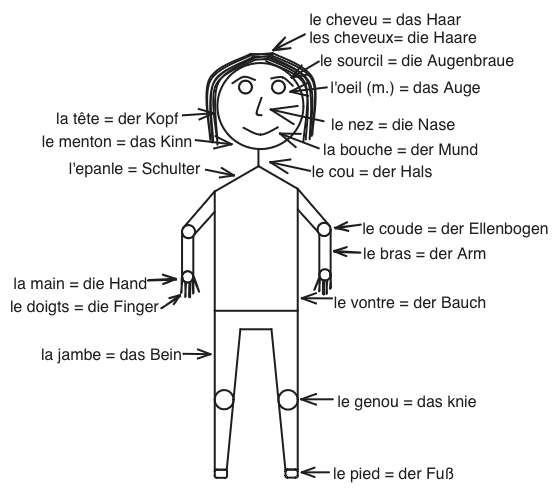 le cheveu = das Haar
les cheveux= die Haare
le sourcil = die Augenbraue
l'oeil (m.) = das Auge
la tête = der Kopf
le nez = die Nase
le menton = das Kinn
la bouche = der Mund
l'epanle = Schulter
le cou = der Hals
le coude = der Ellenbogen
le bras = der Arm
la main = die Hand
le doigts = die Finger
le vontre = der Bauch
la jambe = das Bein
le genou = das knie
le pied = der Fuß